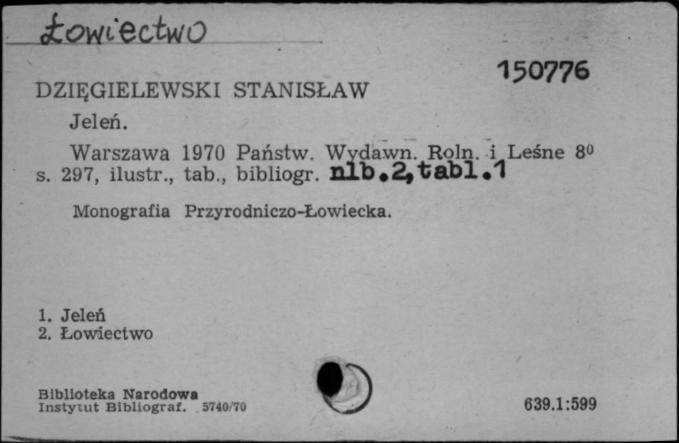 Łowiectwo
150776
DZIĘGIELEWSKI STANISŁAW
Jeleń.
Warszawa 1970 Państw. Wydawn. Roln. i Leśne 8⁰
s. 297, ilustr., tab., bibliogr. nlb.2,tabl.1
Monografia Przyrodniczo-Łowiecka.
1. Jeleń
2. Łowiectwo
Biblioteka Narodowa
Instytut Bibliograf. 5740/70
639.1:599